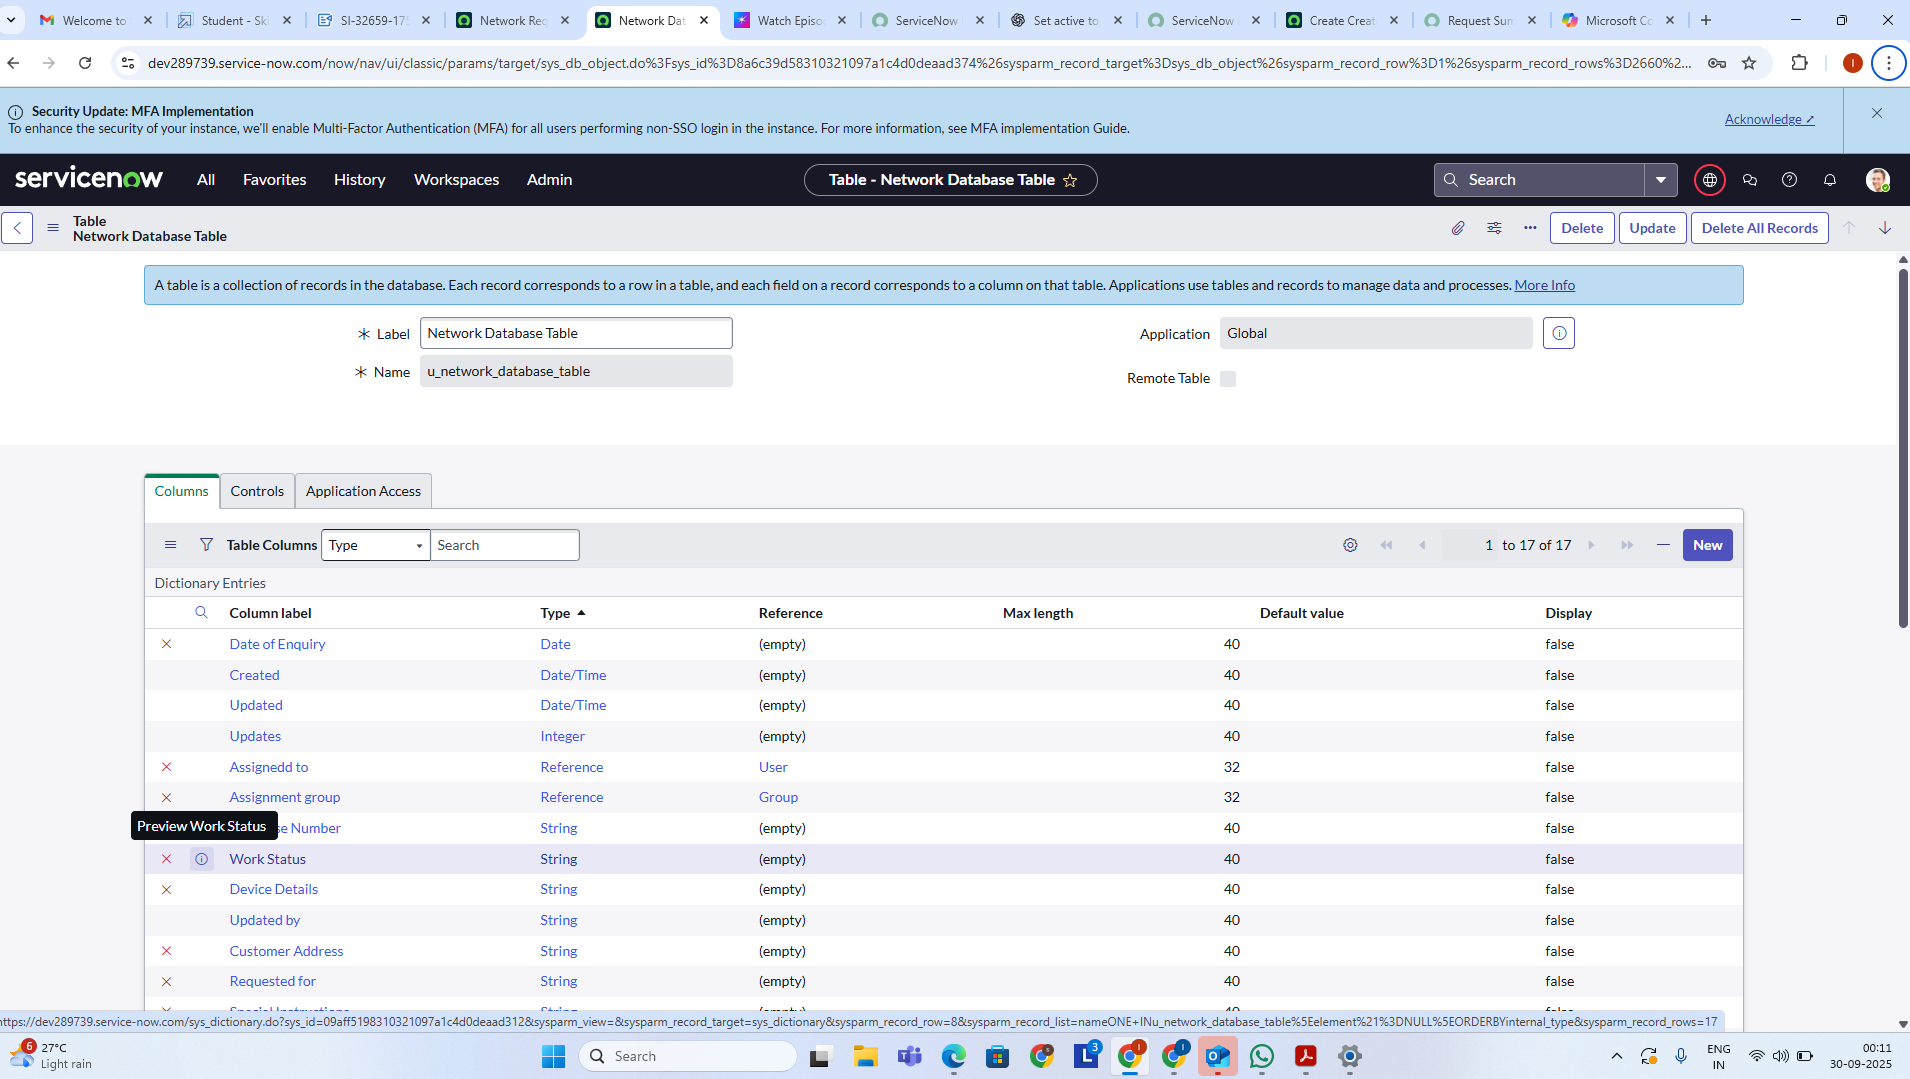 Welcome to
Student - Ski
SI-32659-175
Network Req
Network Dat
Watch Episo
ServiceNow
Set active to
ServiceNow
Create Creat
Request Sum
Microsoft Co
dev289739.service-now.com/now/nav/ui/classic/params/target/sys_db_object.do%3Fsys_id%3D8a6c39d58310321097a1c4d0deaad374%26sysparm_record_target%3Dsys_db_object%26sysparm_record_row%3D1%26sysparm_record_rows%3D2660%2...
Security Update: MFA Implementation
To enhance the security of your instance, we'll enable Multi-Factor Authentication (MFA) for all users performing non-SSO login in the instance. For more information, see MFA implementation Guide.
Acknowledge
servicenow All Favorites History Workspaces Admin Table - Network Database Table Search
Table
Network Database Table
Delete Update Delete All Records
A table is a collection of records in the database. Each record corresponds to a row in a table, and each field on a record corresponds to a column on that table. Applications use tables and records to manage data and processes. More Info
Label Network Database Table Application Global
Name u_network_database_table Remote Table
Columns Controls Application Access
Table Columns Type Search 1 to 17 of 17 New
Dictionary Entries
Column label Type Reference Max length Default value Display
Date of Enquiry Date (empty) 40 false
Created Date/Time (empty) 40 false
Updated Date/Time (empty) 40 false
Updates Integer (empty) 40 false
Assignedd to Reference User 32 false
Assignment group Reference Group 32 false
Preview Work Status
se Number String (empty) 40 false
Work Status String (empty) 40 false
Device Details String (empty) 40 false
Updated by String (empty) 40 false
Customer Address String (empty) 40 false
Requested for String (empty) 40 false
https://dev289739.service-now.com/sys_dictionary.do?sys_id=09aff5198310321097a1c4d0deaad312&sysparm_view=&sysparm_record_target=sys_dictionary&sysparm_record_row=8&sysparm_record_list=nameONE+INu_network_database_table%5Eelement%21%3DNULL%5EORDERBYinternal_type&sysparm_record_rows=17
6
27°C
Light rain
Search
3
ENG
IN
00:11
30-09-2025